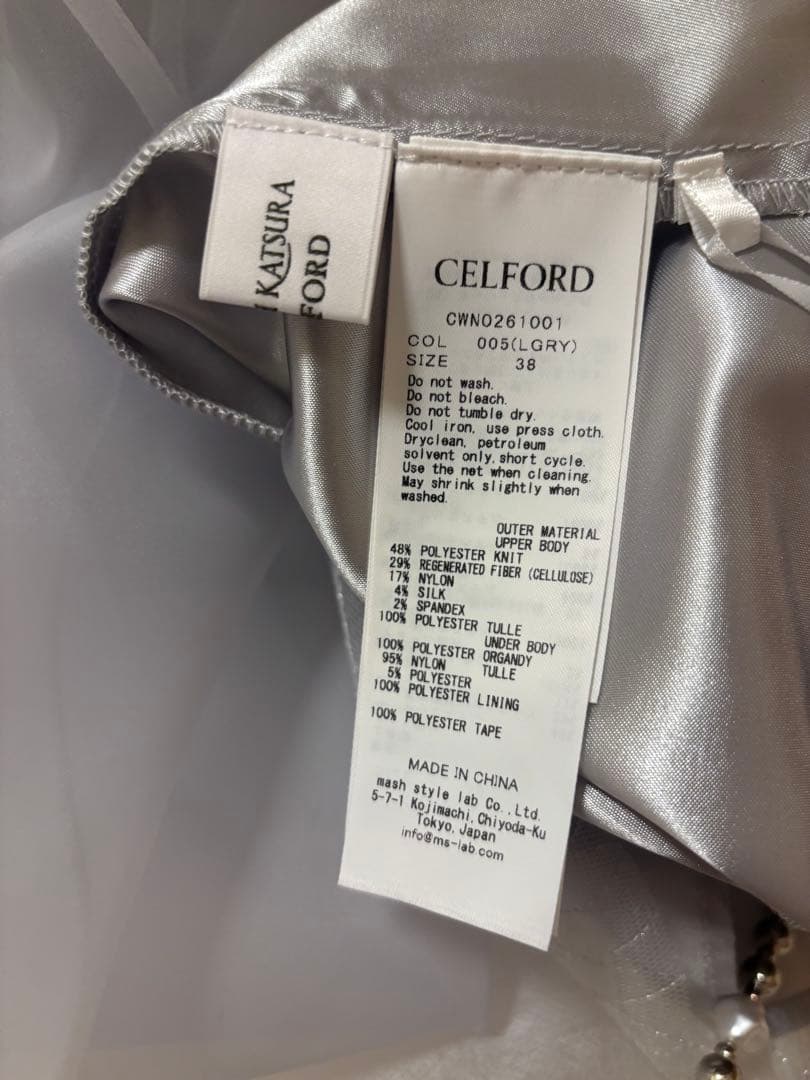 KATSURA
FORD
CELFORD
CWNO261001
COL 005(LGRY)
SIZE 38
Do not wash.
Do not bleach.
Do not tumble dry.
Cool iron, use press cloth.
Dryclean, petroleum
solvent only, short cycle.
Use the net when cleaning.
May shrink slightly when
washed.
OUTER MATERIAL
UPPER BODY
48% POLYESTER KNIT
29% REGENERATED FIBER (CELLULOSE)
17% NYLON
4% SILK
2% SPANDEX
100% POLYESTER TULLE
UNDER BODY
100% POLYESTER ORGANDY
95% NYLON TULLE
5% POLYESTER
100% POLYESTER LINING
100% POLYESTER TAPE
MADE IN CHINA
mash style lab Co.,Ltd.
5-7-1 Kojimachi, Chiyoda-Ku
Tokyo, Japan
info@ms-lab.com